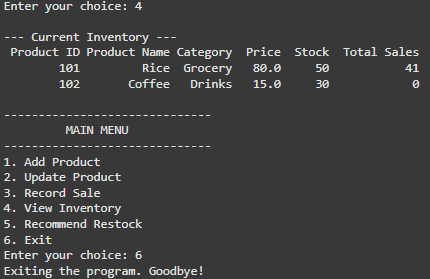 Enter your choice: 4
--- Current Inventory ---
Product ID Product Name Category Price Stock Total Sales
101 Rice Grocery 80.0 50 41
102 Coffee Drinks 15.0 30 0
------------------------------
MAIN MENU
------------------------------
1. Add Product
2. Update Product
3. Record Sale
4. View Inventory
5. Recommend Restock
6. Exit
Enter your choice: 6
Exiting the program. Goodbye!